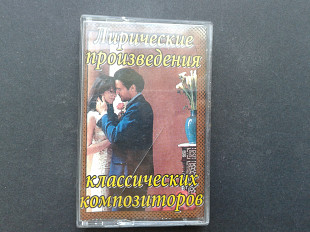 Лирические
произведения
классических
композиторов